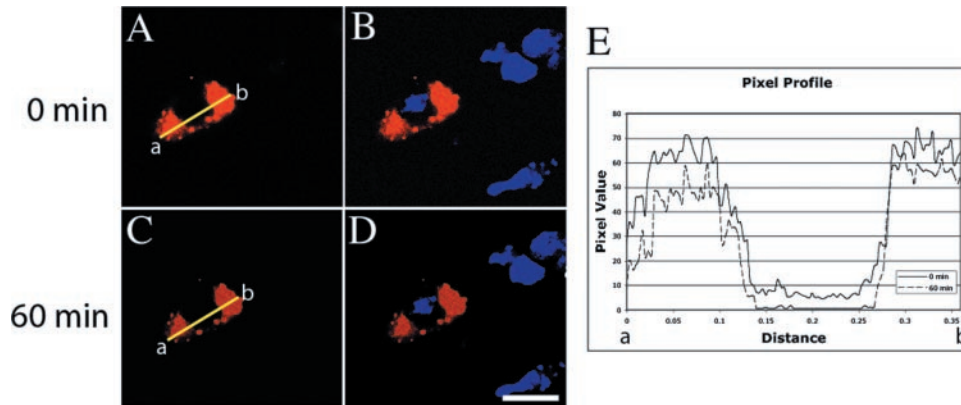 A
B
E
0 min
a
b
C
D
60 min
a
b
Pixel Profile
Pixel Value
80
70
60
50
40
30
20
10
0
0 min
60 min
0
0.05
0.1
0.15
0.2
0.25
0.3
0.35
a
Distance
b